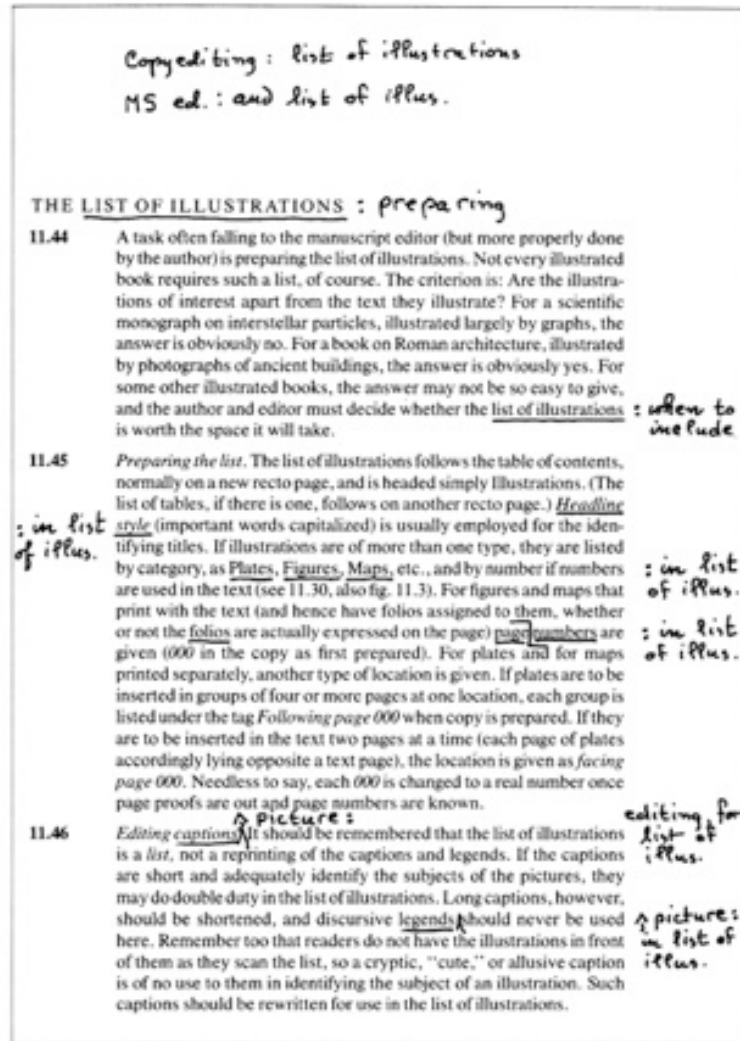 Copyediting : list of illustrations
MS ed. : and list of illus.
THE LIST OF ILLUSTRATIONS : preparing
11.44 A task often falling to the manuscript editor (but more properly done
by the author) is preparing the list of illustrations. Not every illustrated
book requires such a list, of course. The criterion is: Are the illustra-
tions of interest apart from the text they illustrate? For a scientific
monograph on interstellar particles, illustrated largely by graphs, the
answer is obviously no. For a book on Roman architecture, illustrated
by photographs of ancient buildings, the answer is obviously yes. For
some other illustrated books, the answer may not be so easy to give,
and the author and editor must decide whether the list of illustrations : when to
is worth the space it will take. include
11.45 Preparing the list. The list of illustrations follows the table of contents,
normally on a new recto page, and is headed simply Illustrations. (The
list of tables, if there is one, follows on another recto page.) Headline
: in list style (important words capitalized) is usually employed for the iden-
of illus. tifying titles. If illustrations are of more than one type, they are listed
by category, as Plates, Figures, Maps, etc., and by number if numbers : in list
are used in the text (see 11.30, also fig. 11.3). For figures and maps that of illus.
print with the text (and hence have folios assigned to them, whether
or not the folios are actually expressed on the page) page numbers are : in list
given (000 in the copy as first prepared). For plates and for maps of illus.
printed separately, another type of location is given. If plates are to be
inserted in groups of four or more pages at one location, each group is
listed under the tag Following page 000 when copy is prepared. If they
are to be inserted in the text two pages at a time (each page of plates
accordingly lying opposite a text page), the location is given as facing
page 000. Needless to say, each 000 is changed to a real number once
page proofs are out and page numbers are known.
picture : editing, for
11.46 Editing captions. It should be remembered that the list of illustrations list of
is a list, not a reprinting of the captions and legends. If the captions illus.
are short and adequately identify the subjects of the pictures, they
may do double duty in the list of illustrations. Long captions, however,
should be shortened, and discursive legends should never be used picture :
here. Remember too that readers do not have the illustrations in front in list of
of them as they scan the list, so a cryptic, "cute," or allusive caption illus.
is of no use to them in identifying the subject of an illustration. Such
captions should be rewritten for use in the list of illustrations.